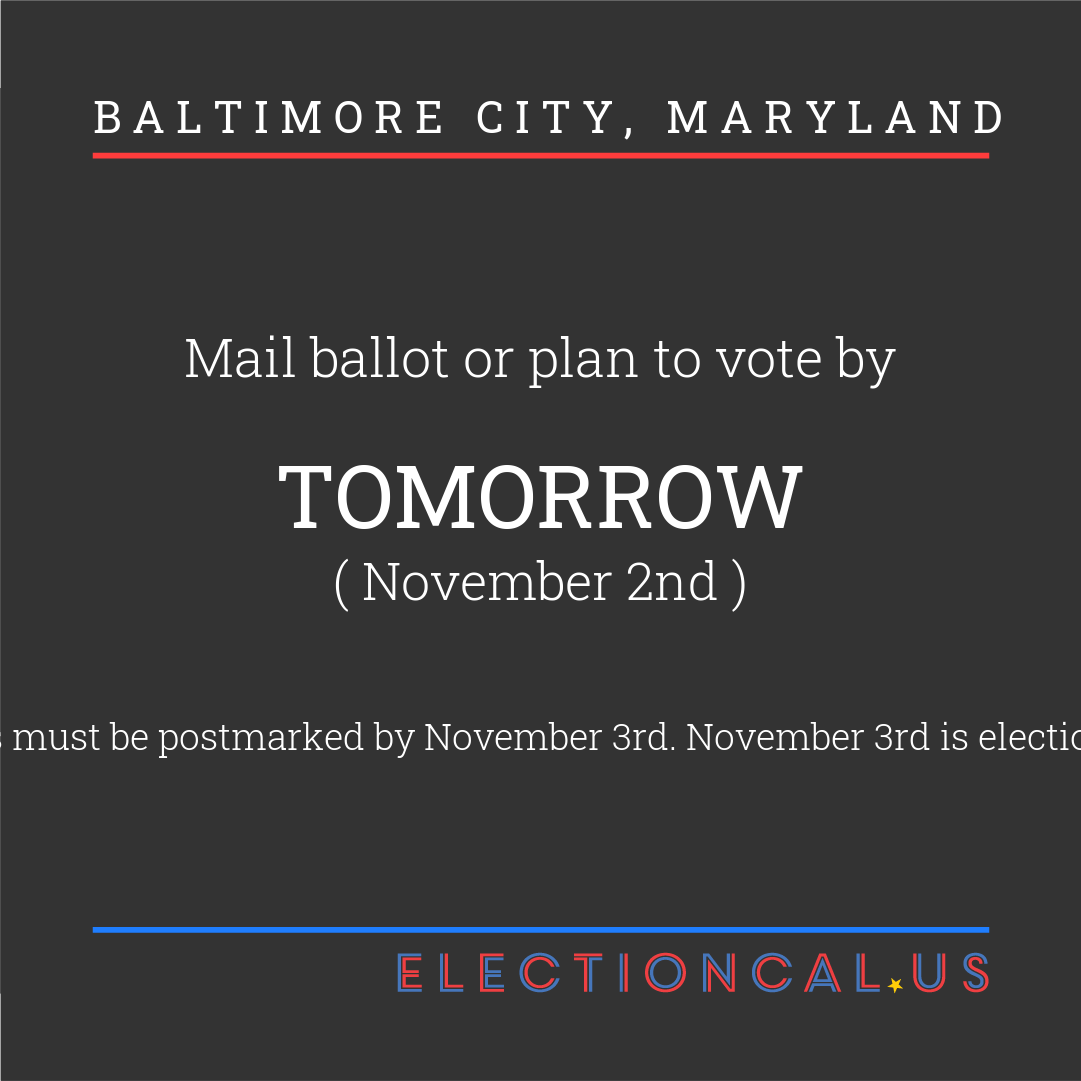 BALTIMORE CITY, MARYLAND
Mail ballot or plan to vote by
TOMORROW
( November 2nd )
must be postmarked by November 3rd. November 3rd is
ELECTIONCAL.US